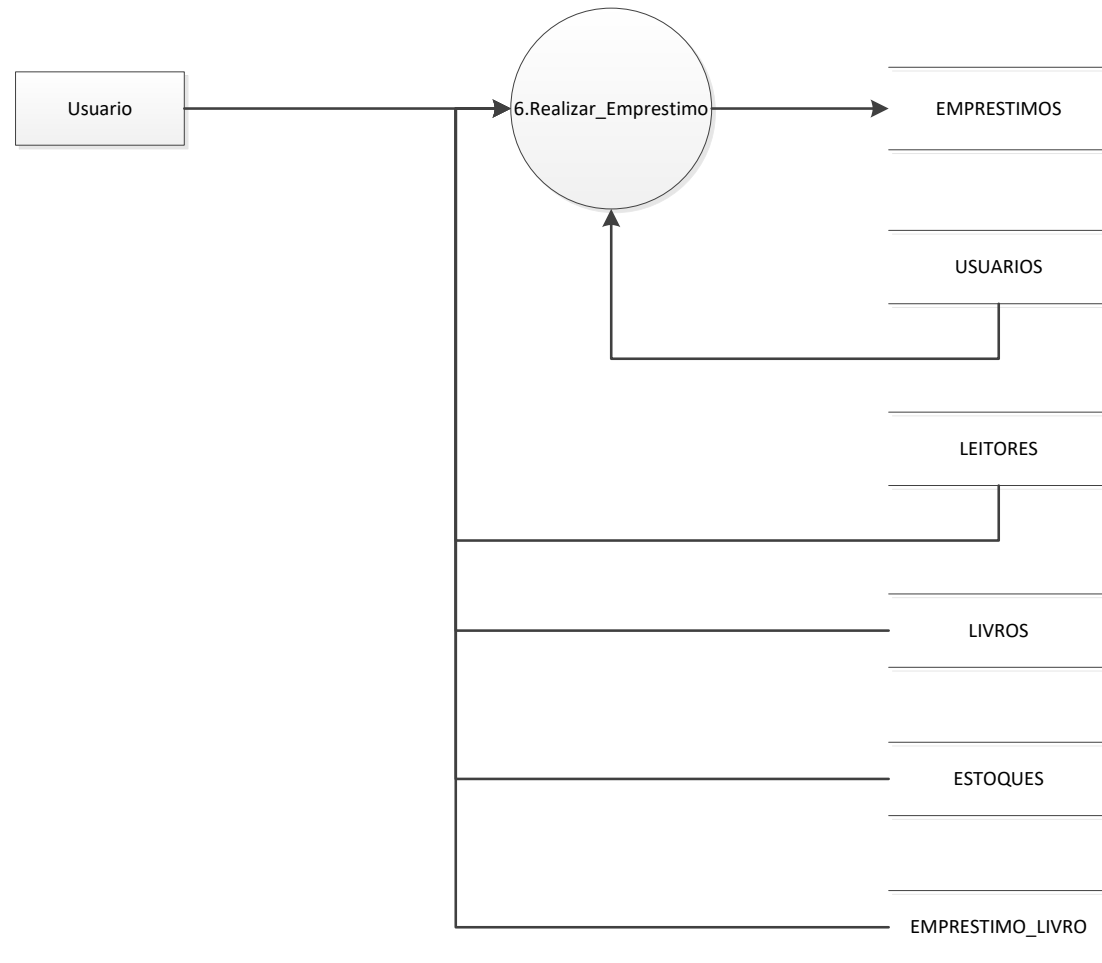 Usuario
6.Realizar_Emprestimo
EMPRESTIMOS
USUARIOS
LEITORES
LIVROS
ESTOQUES
EMPRESTIMO_LIVRO